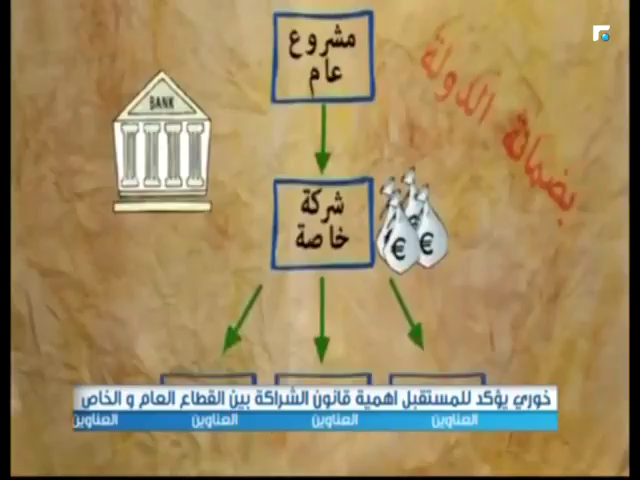 مشروع
عام
بضمانة الدولة
BANK
شركة
خاصة
€ €
خوري يؤكد للمستقبل اهمية قانون الشراكة بين القطاع العام و الخاص
العناوين العناوين العناوين العناوين